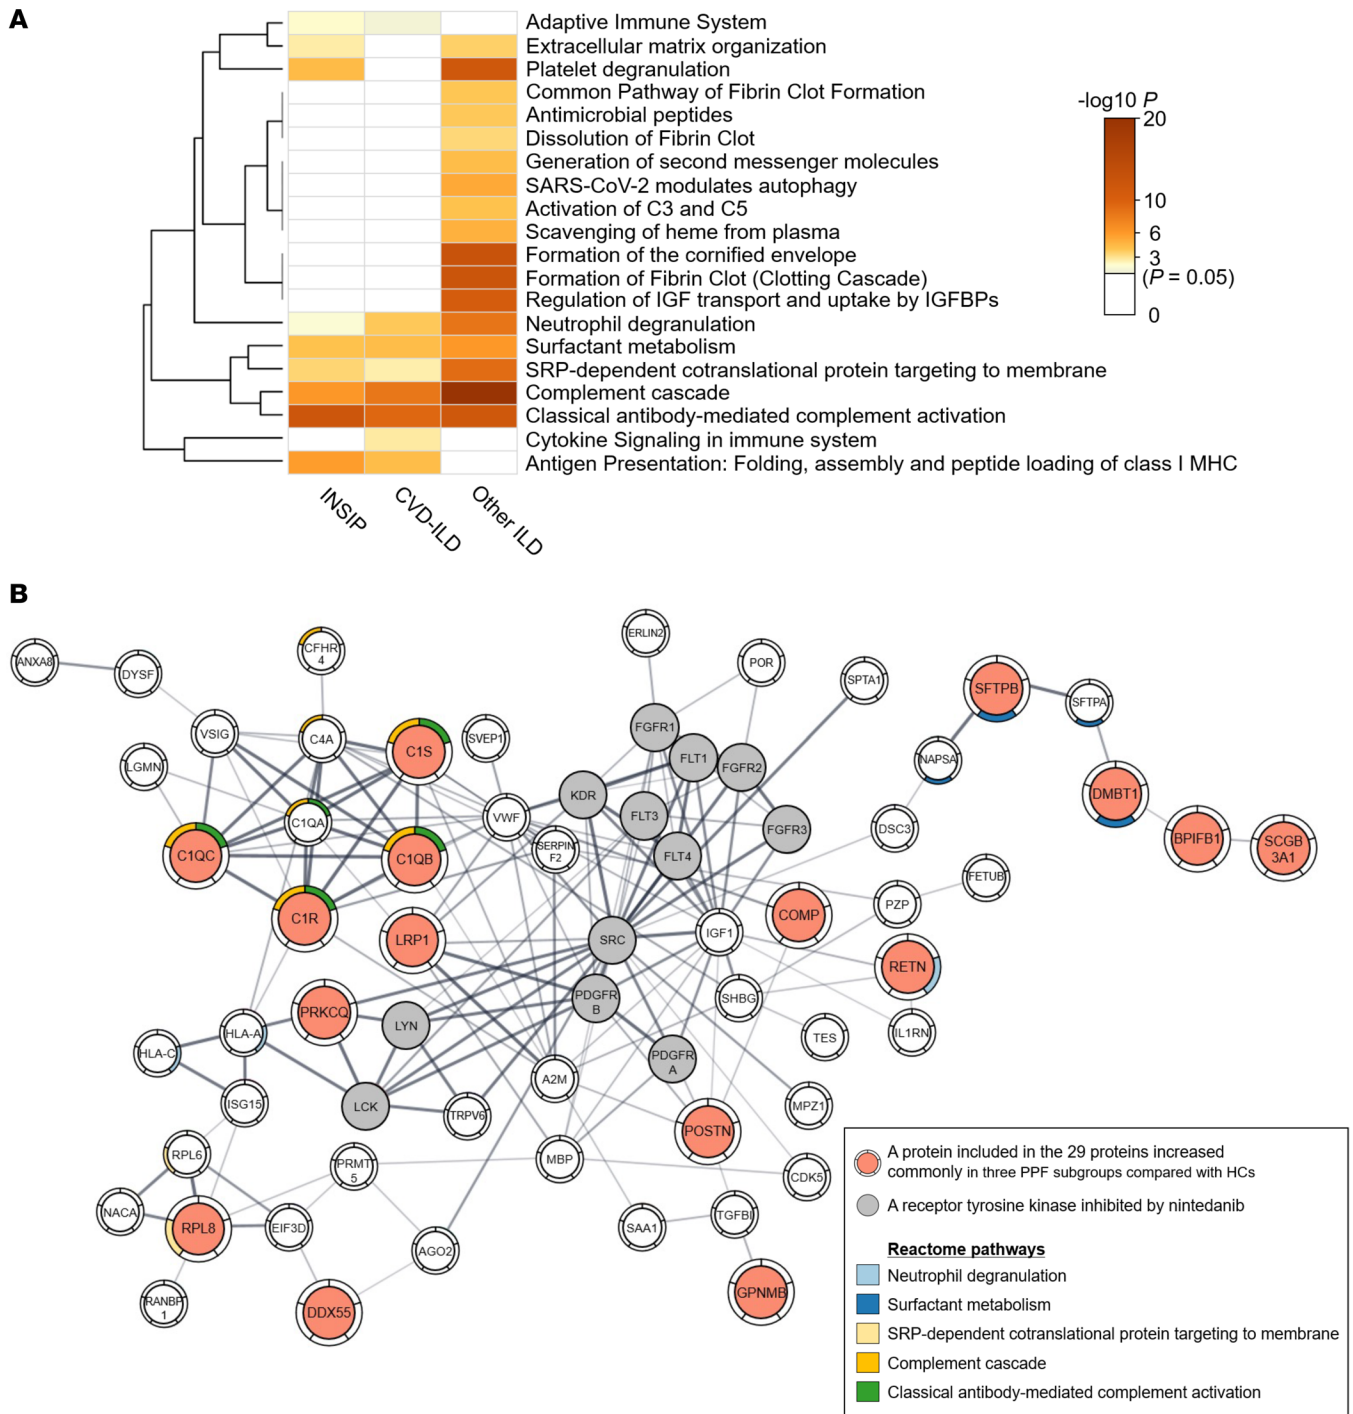 A
Adaptive Immune System
Extracellular matrix organization
Platelet degranulation
Common Pathway of Fibrin Clot Formation
Antimicrobial peptides
Dissolution of Fibrin Clot
Generation of second messenger molecules
SARS-CoV-2 modulates autophagy
Activation of C3 and C5
Scavenging of heme from plasma
Formation of the cornified envelope
Formation of Fibrin Clot (Clotting Cascade)
Regulation of IGF transport and uptake by IGFBPs
Neutrophil degranulation
Surfactant metabolism
SRP-dependent cotranslational protein targeting to membrane
Complement cascade
Classical antibody-mediated complement activation
Cytokine Signaling in immune system
Antigen Presentation: Folding, assembly and peptide loading of class I MHC
INSIP
CVD-ILD
Other ILD
-log10 P
20
10
6
3
(P = 0.05)
0
B
ERLIN2
CFHR
4
ANXA8
DYSF
POR
SPTA1
SFTPB
SFTPA
VSIG
C4A
C1S
SVEP1
FGFR1
FLT1
FGFR2
NAPSA
LGMN
KDR
DMBT1
C1QA
VWF
FLT3
FGFR3
DSC3
BPIFB1
SCGB
3A1
C1QC
C1QB
SERPIN
F2
FLT4
FETUB
C1R
COMP
PZP
LRP1
SRC
IGF1
RETN
PRKCQ
LYN
PDGFR
B
SHBG
HLA-A
TES
IL1RN
HLA-C
PDGFR
A
A2M
ISG15
LCK
TRPV6
MPZ1
POSTN
RPL6
PRMT
5
MBP
CDK5
NACA
RPL8
EIF3D
SAA1
TGFBI
AGO2
RANBP
1
DDX55
GPNMB
A protein included in the 29 proteins increased
commonly in three PPF subgroups compared with HCs
A receptor tyrosine kinase inhibited by nintedanib
Reactome pathways
Neutrophil degranulation
Surfactant metabolism
SRP-dependent cotranslational protein targeting to membrane
Complement cascade
Classical antibody-mediated complement activation